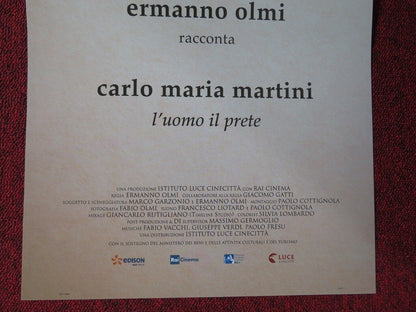 ermanno olmi
racconta
carlo maria martini
l'uomo il prete
UNA PRODUZIONE ISTITUTO LUCE CINECITTÀ CON RAI CINEMA
REGIA ERMANNO OLMI COLLABORATORE ALLA REGIA GIACOMO GATTI
SOGGETTO E SCENEGGIATURA MARCO GARZONIO E ERMANNO OLMI MONTAGGIO PAOLO COTTIGNOLA
FOTOGRAFIA FABIO OLMI SUONO FRANCESCO LIOTARD E PAOLO COTTIGNOLA
MIXAGE GIANCARLO RUTIGLIANO (TIMELINE STUDIO) COLORIST SILVIA LOMBARDO
POST-PRODUZIONE & DI SUPERVISOR MASSIMO GERMOGLIO
MUSICHE FABIO VACCHI, GIUSEPPE VERDI, PAOLO FRESU
UNA DISTRIBUZIONE ISTITUTO LUCE CINECITTÀ
CON IL SOSTEGNO DEL MINISTERO DEI BENI E DELLE ATTIVITÀ CULTURALI E DEL TURISMO
EDISON Rai Cinema LUCE